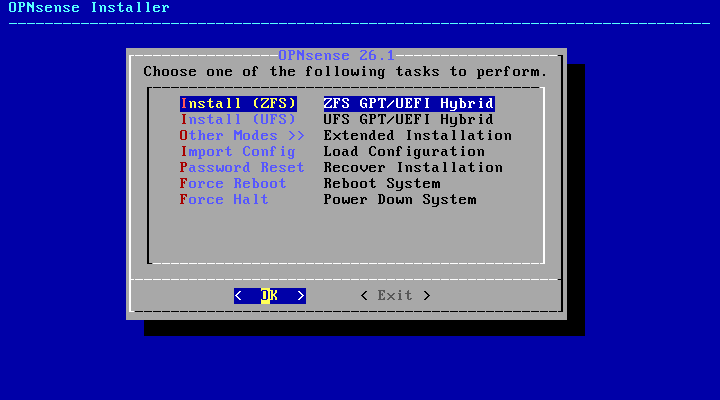 OPNsense Installer
OPNsense 26.1
Choose one of the following tasks to perform.
Install (ZFS) ZFS GPT/UEFI Hybrid
Install (UFS) UFS GPT/UEFI Hybrid
Other Modes >> Extended Installation
Import Config Load Configuration
Password Reset Recover Installation
Force Reboot Reboot System
Force Halt Power Down System
< OK > < Exit >